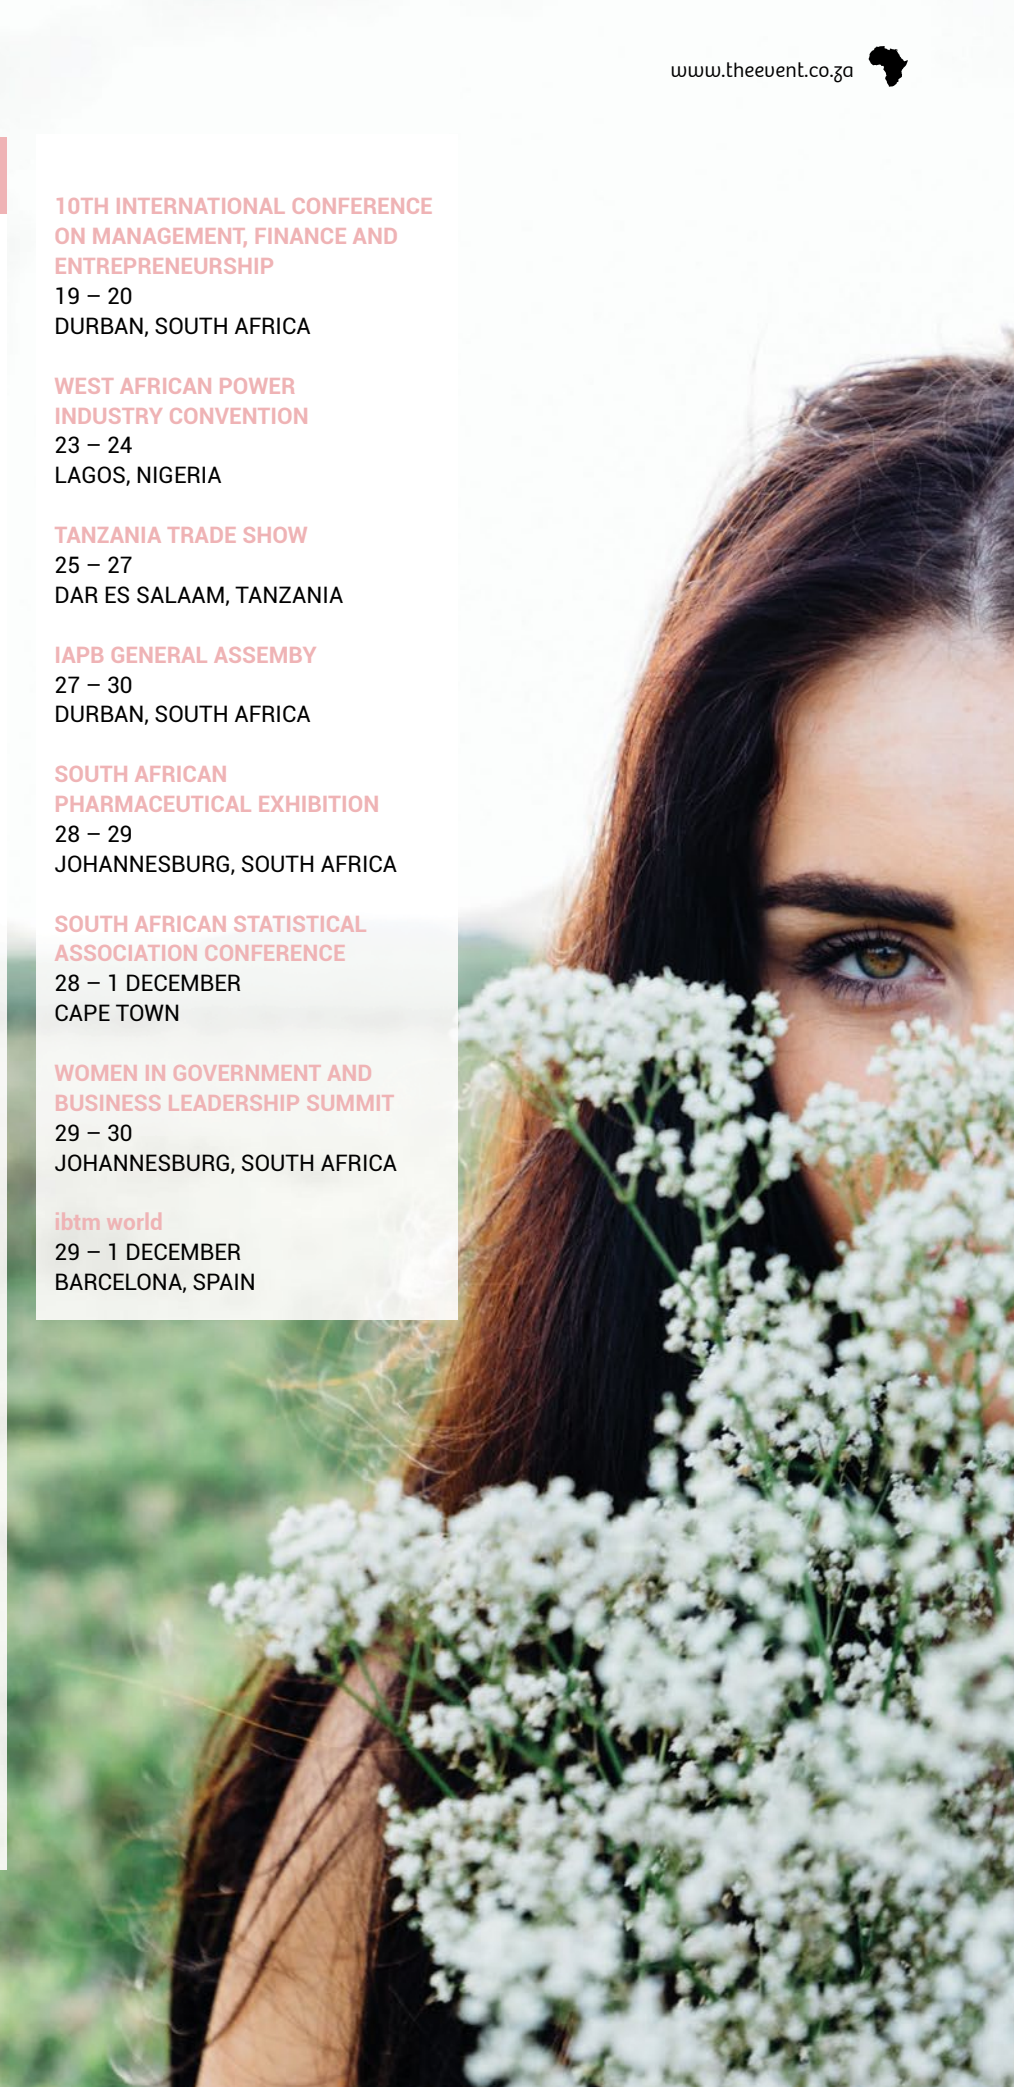 www.theevent.co.za
10TH INTERNATIONAL CONFERENCE
ON MANAGEMENT, FINANCE AND
ENTREPRENEURSHIP
19 – 20
DURBAN, SOUTH AFRICA
WEST AFRICAN POWER
INDUSTRY CONVENTION
23 – 24
LAGOS, NIGERIA
TANZANIA TRADE SHOW
25 – 27
DAR ES SALAAM, TANZANIA
IAPB GENERAL ASSEMBY
27 – 30
DURBAN, SOUTH AFRICA
SOUTH AFRICAN
PHARMACEUTICAL EXHIBITION
28 – 29
JOHANNESBURG, SOUTH AFRICA
SOUTH AFRICAN STATISTICAL
ASSOCIATION CONFERENCE
28 – 1 DECEMBER
CAPE TOWN
WOMEN IN GOVERNMENT AND
BUSINESS LEADERSHIP SUMMIT
29 – 30
JOHANNESBURG, SOUTH AFRICA
ibtm world
29 – 1 DECEMBER
BARCELONA, SPAIN